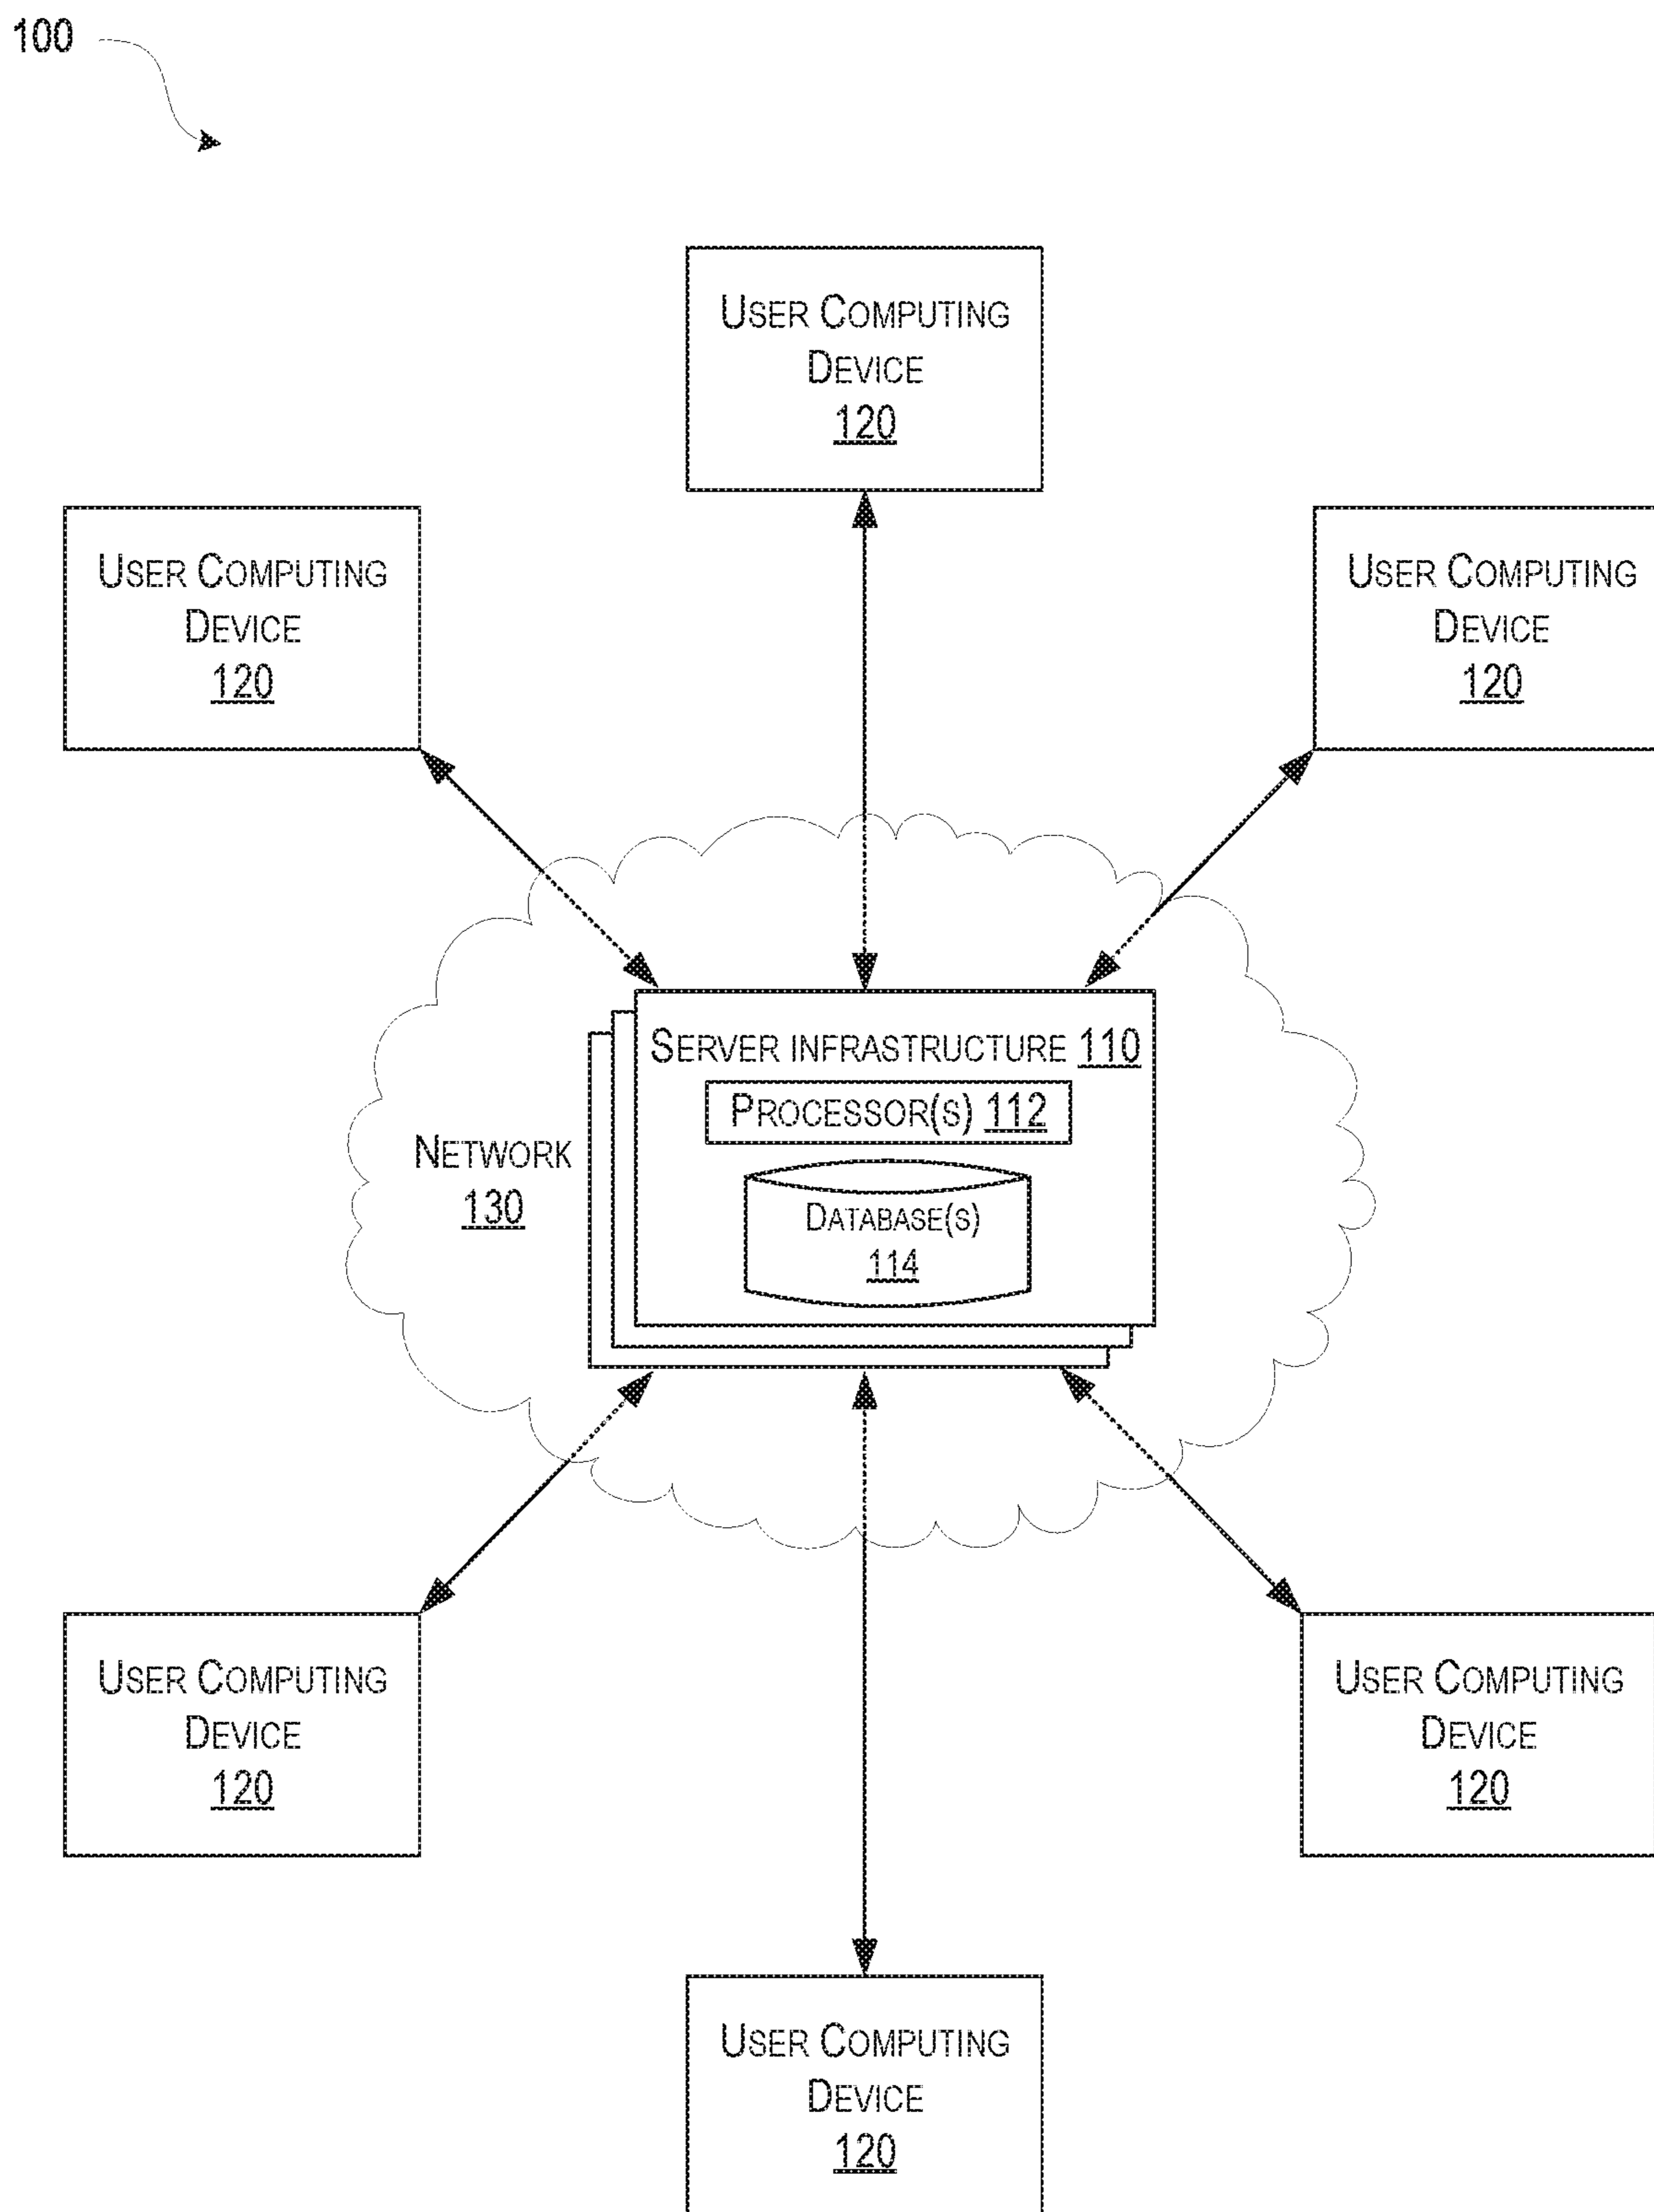 100
USER COMPUTING
DEVICE
120
USER COMPUTING
DEVICE
120
USER COMPUTING
DEVICE
120
SERVER INFRASTRUCTURE 110
PROCESSOR(S) 112
NETWORK
130
DATABASE(S)
114
USER COMPUTING
DEVICE
120
USER COMPUTING
DEVICE
120
USER COMPUTING
DEVICE
120